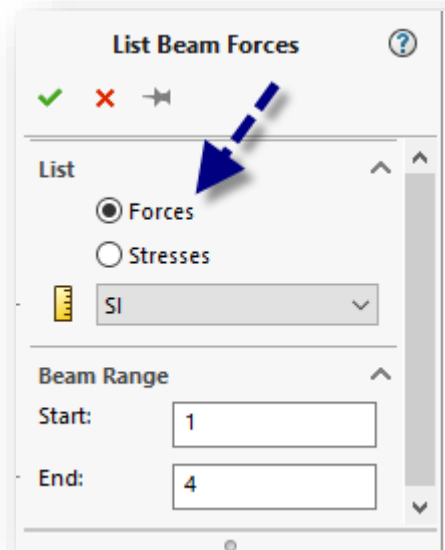 List Beam Forces
?
List
Forces
Stresses
SI
Beam Range
Start:
1
End:
4